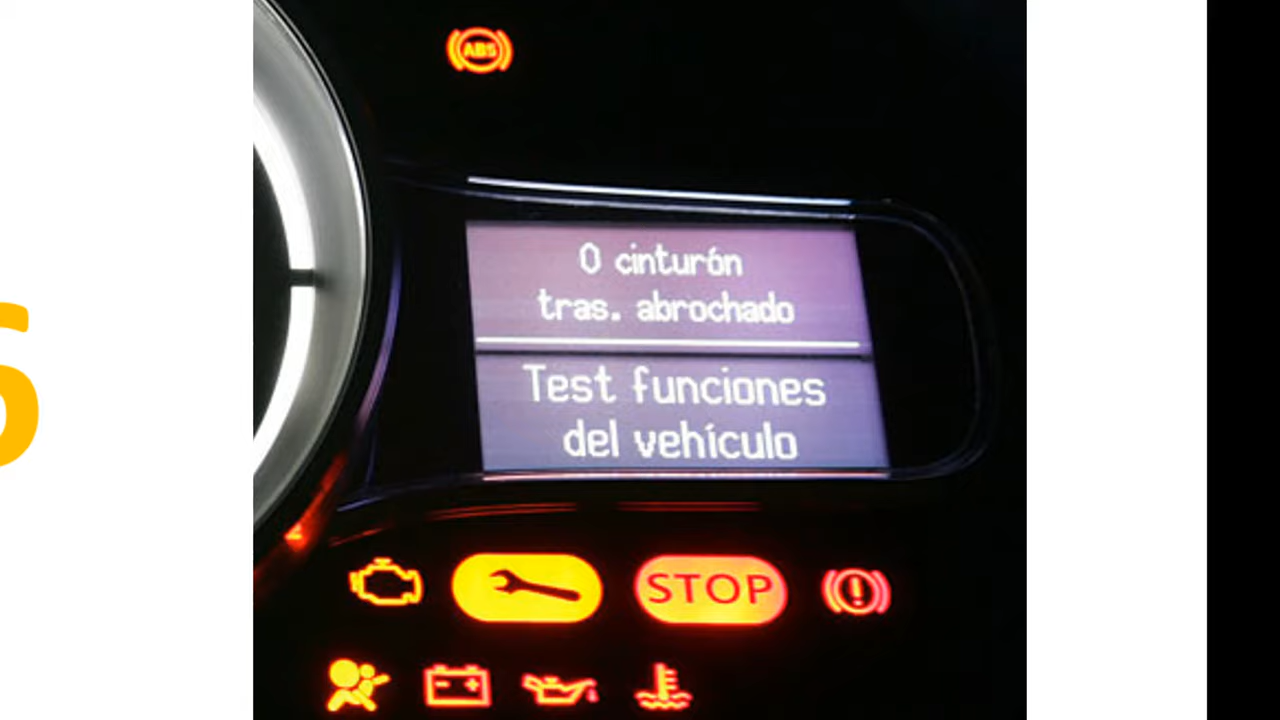 ABS
0 cinturón
tras. abrochado
Test funciones
del vehículo
STOP